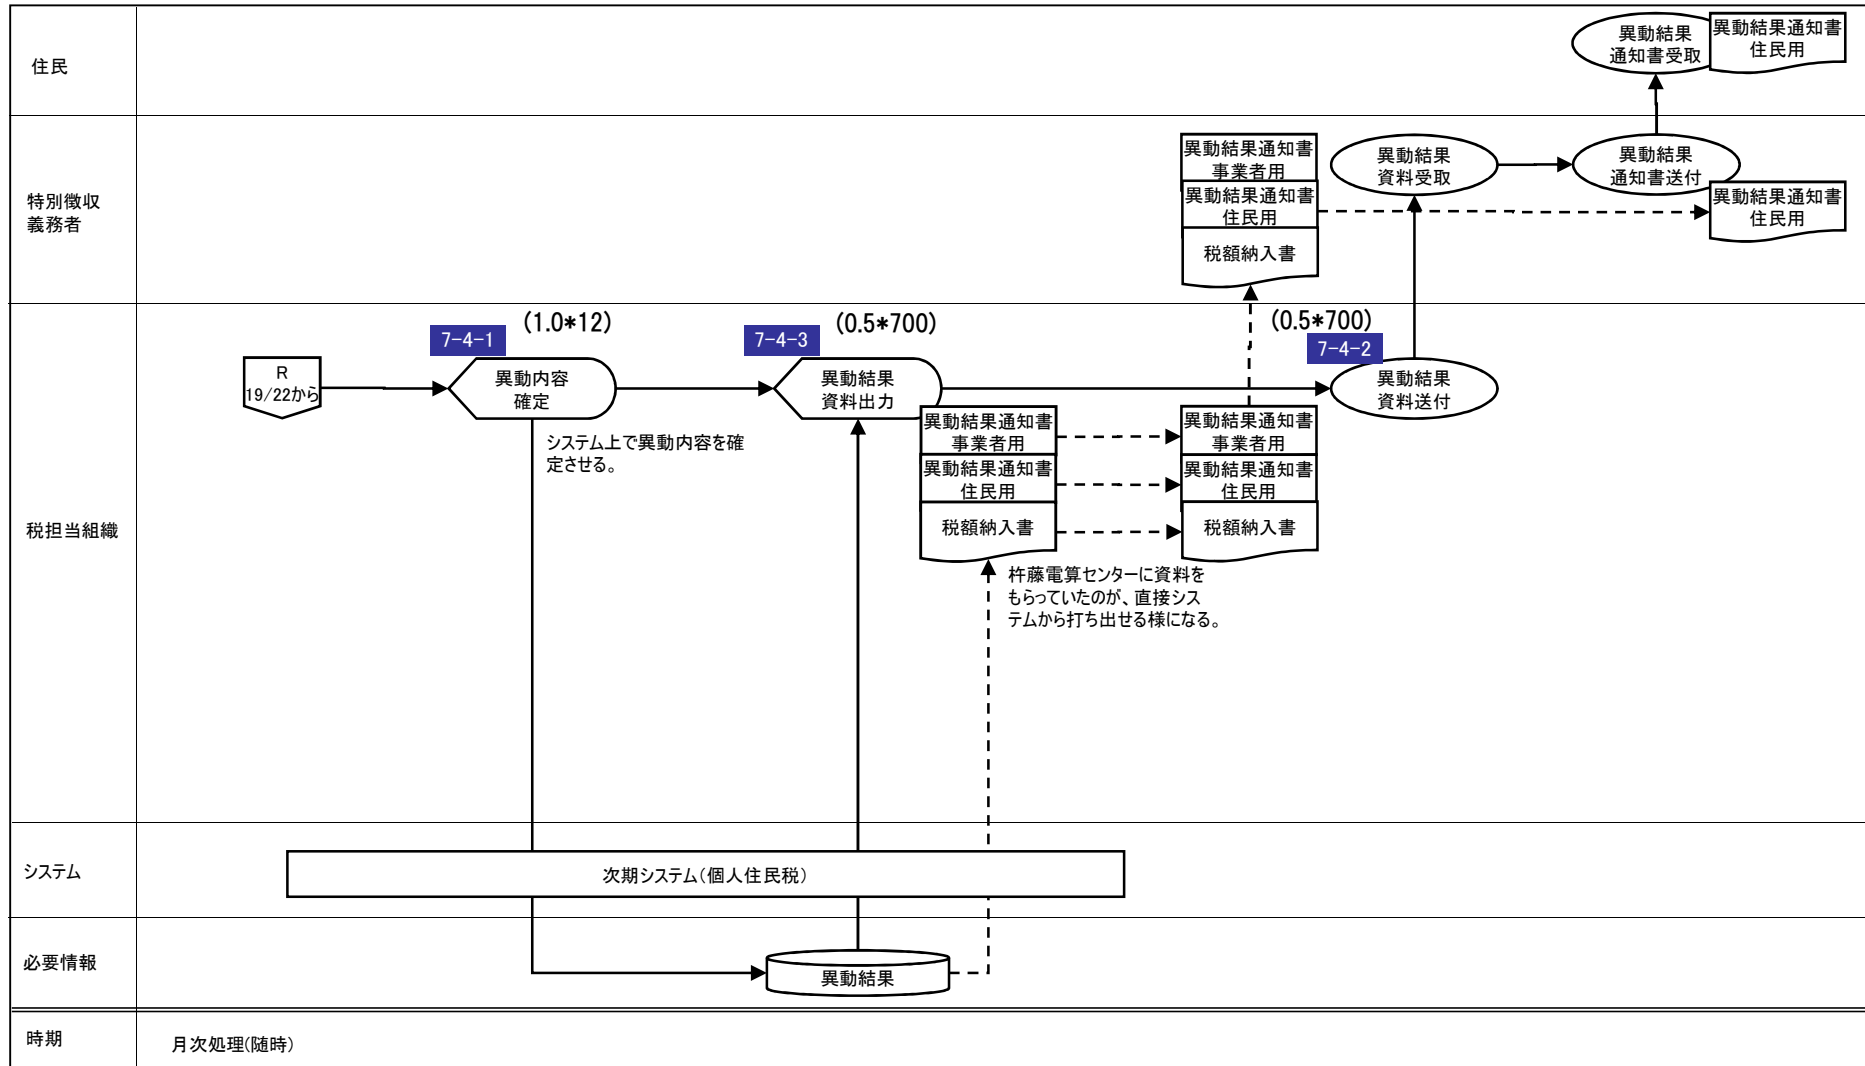 住民
異動結果
通知書受取
異動結果通知書
住民用
特別徴収
義務者
異動結果通知書
事業者用
異動結果通知書
住民用
税額納入書
異動結果
資料受取
異動結果
通知書送付
異動結果通知書
住民用
税担当組織
R
19/22から
7-4-1
(1.0*12)
異動内容
確定
システム上で異動内容を確
定させる。
7-4-3
(0.5*700)
異動結果
資料出力
異動結果通知書
事業者用
異動結果通知書
住民用
税額納入書
異動結果通知書
事業者用
異動結果通知書
住民用
税額納入書
(0.5*700)
7-4-2
異動結果
資料送付
杵藤電算センターに資料を
もらっていたのが、直接シス
テムから打ち出せる様になる。
システム
次期システム(個人住民税)
必要情報
異動結果
時期
月次処理(随時)